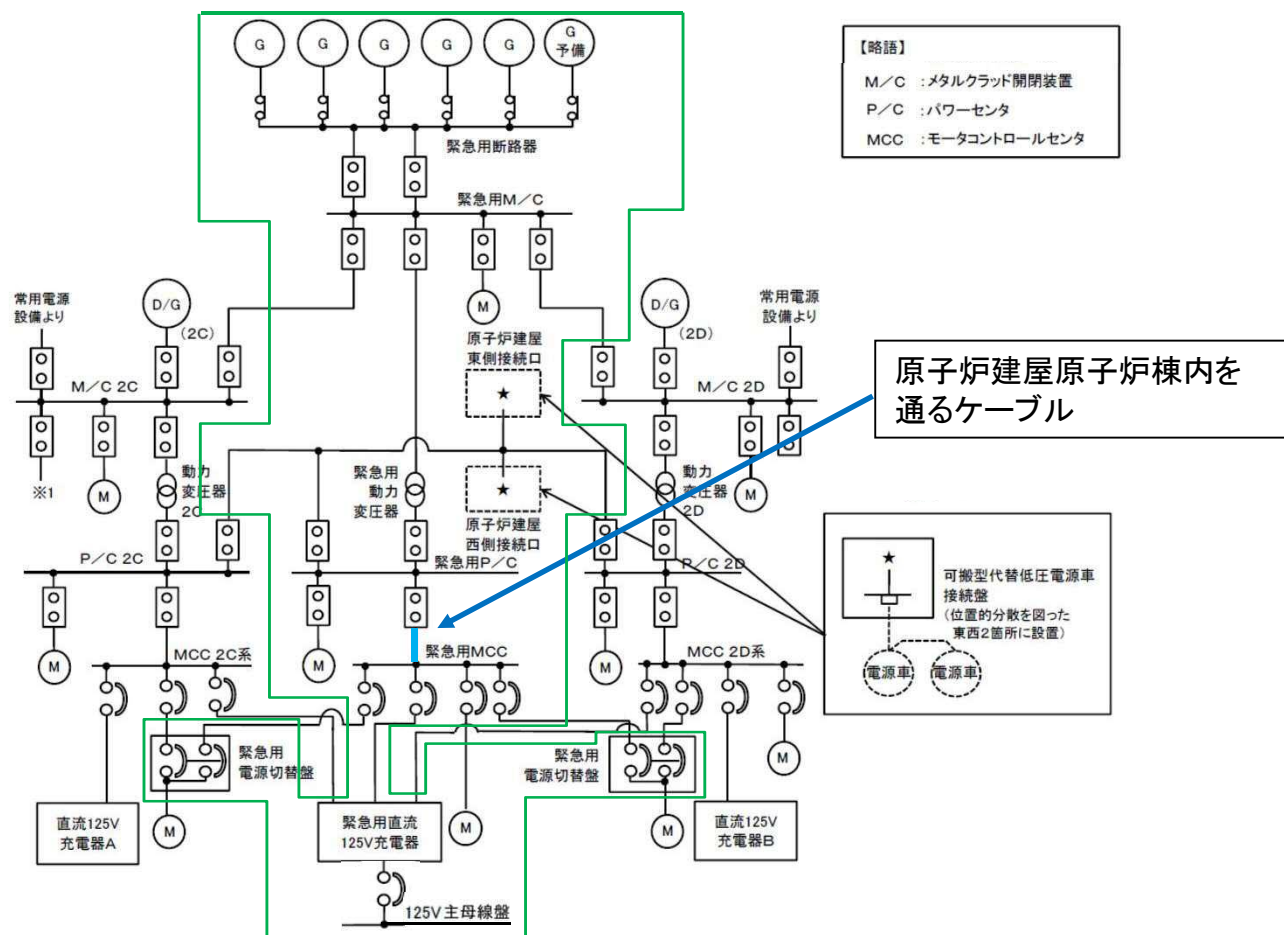 G
G
G
G
G
G
予備
【略語】
M/C :メタルクラッド開閉装置
P/C :パワーセンタ
MCC :モータコントロールセンタ
緊急用断路器
緊急用M/C
常用電源
設備より
D/G
(2C)
M
原子炉建屋
東側接続口
★
D/G
(2D)
常用電源
設備より
原子炉建屋原子炉棟内を
通るケーブル
M/C 2C
M/C 2D
※1
M
動力
変圧器
2C
緊急用
動力
変圧器
★
原子炉建屋
西側接続口
動力
変圧器
2D
M
P/C 2C
緊急用P/C
P/C 2D
★
可搬型代替低圧電源車
接続盤
(位置的分散を図った
東西2箇所に設置)
電源車
電源車
M
M
M
MCC 2C系
緊急用MCC
MCC 2D系
緊急用
電源切替盤
緊急用
電源切替盤
M
直流125V
充電器A
M
緊急用直流
125V充電器
M
M
直流125V
充電器B
125V主母線盤